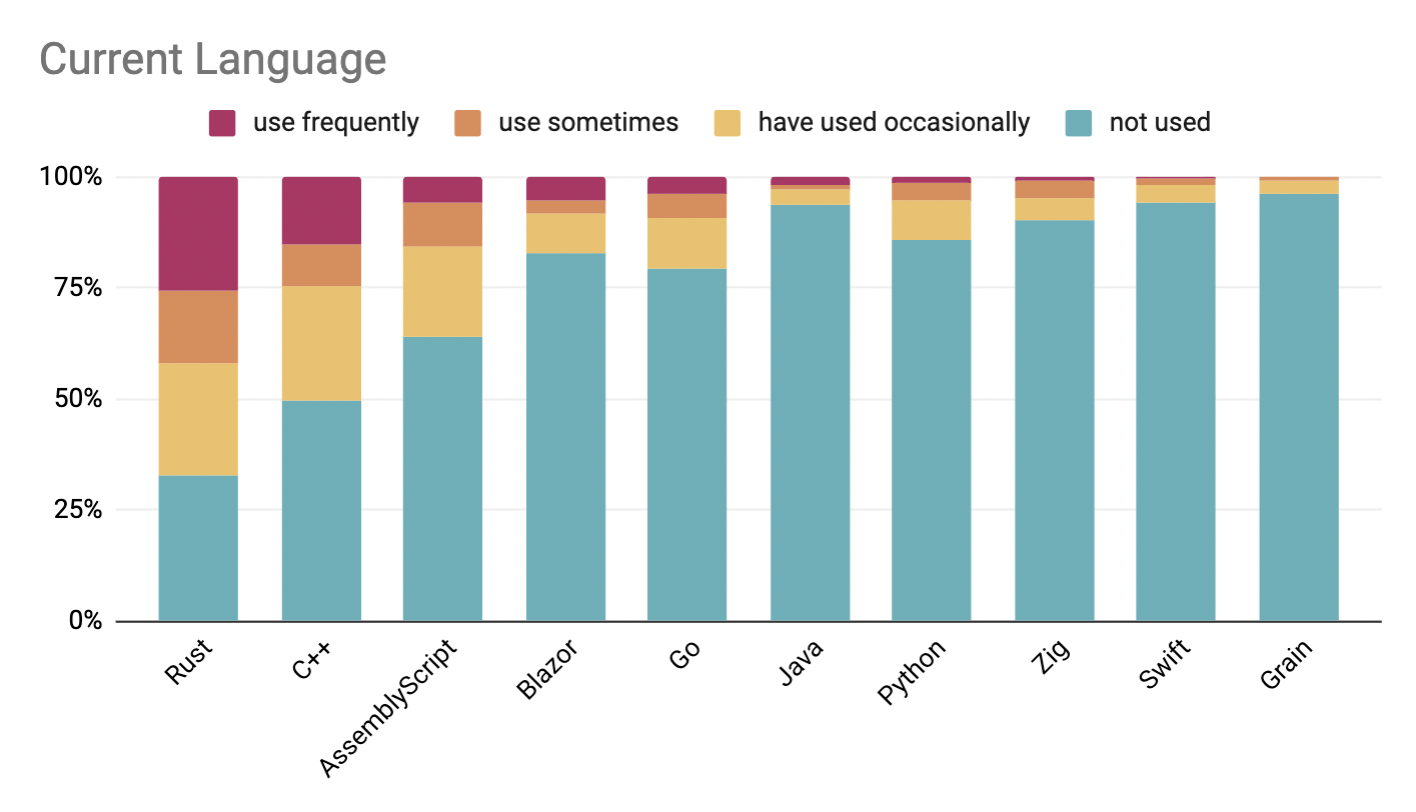 Current Language
use frequently use sometimes have used occasionally not used
100%
75%
50%
25%
0%
Rust C++ AssemblyScript Blazor Go Java Python Zig Swift Grain